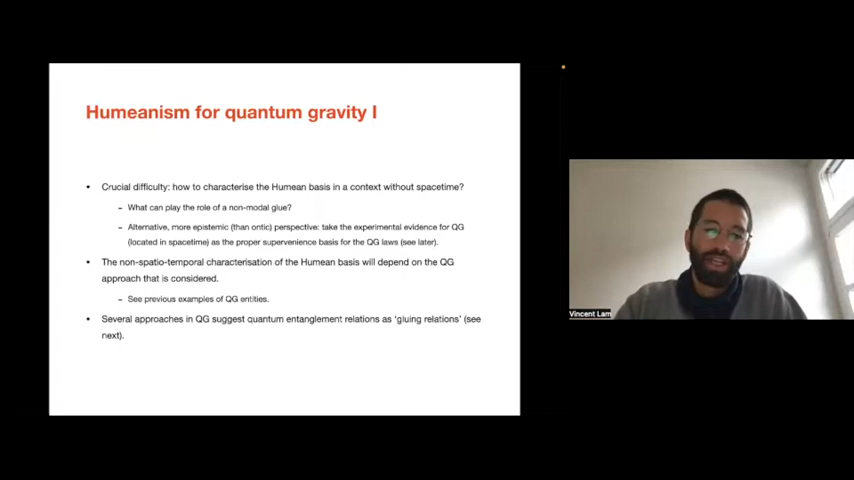 Humeanism for quantum gravity I
• Crucial difficulty: how to characterise the Humean basis in a context without spacetime?
– What can play the role of a non-modal glue?
– Alternative, more epistemic (than ontic) perspective: take the experimental evidence for QG
(located in spacetime) as the proper supervenience basis for the QG laws (see later).
• The non-spatio-temporal characterisation of the Humean basis will depend on the QG
approach that is considered.
– See previous examples of QG entities.
• Several approaches in QG suggest quantum entanglement relations as ‘gluing relations’ (see
next).
Vincent Lam